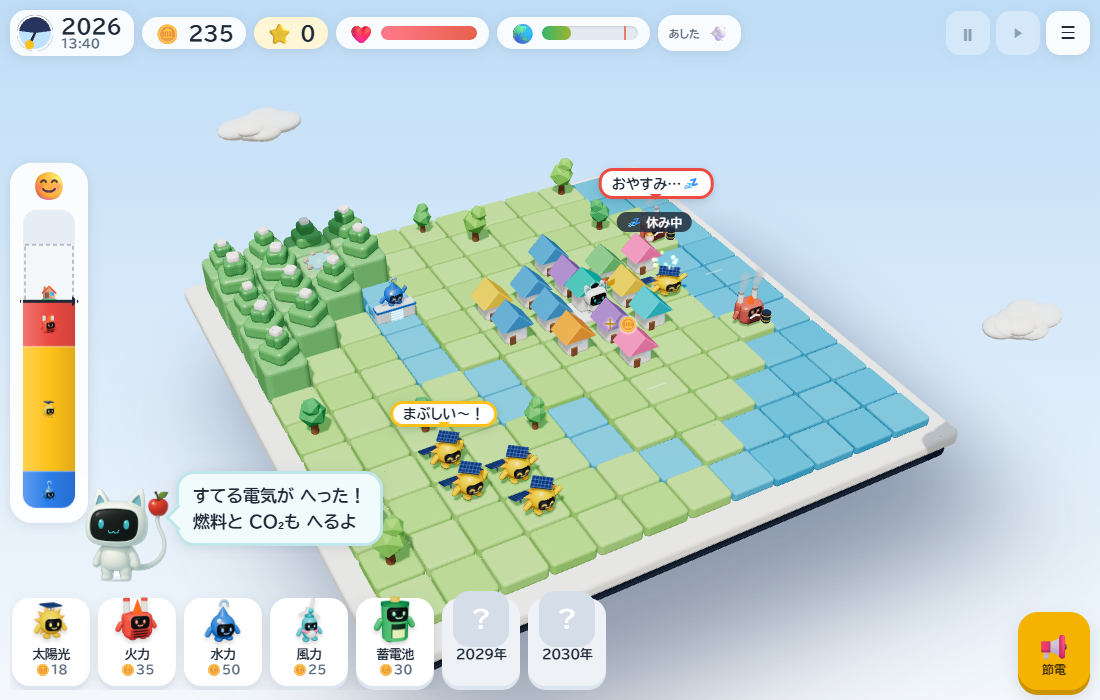 2026
13:40
235
0
あした
おやすみ…
休み中
まぶしい～！
すてる電気が へった！
燃料と CO₂も へるよ
太陽光
18
火力
35
水力
50
風力
25
蓄電池
30
?
2029年
?
2030年
節電